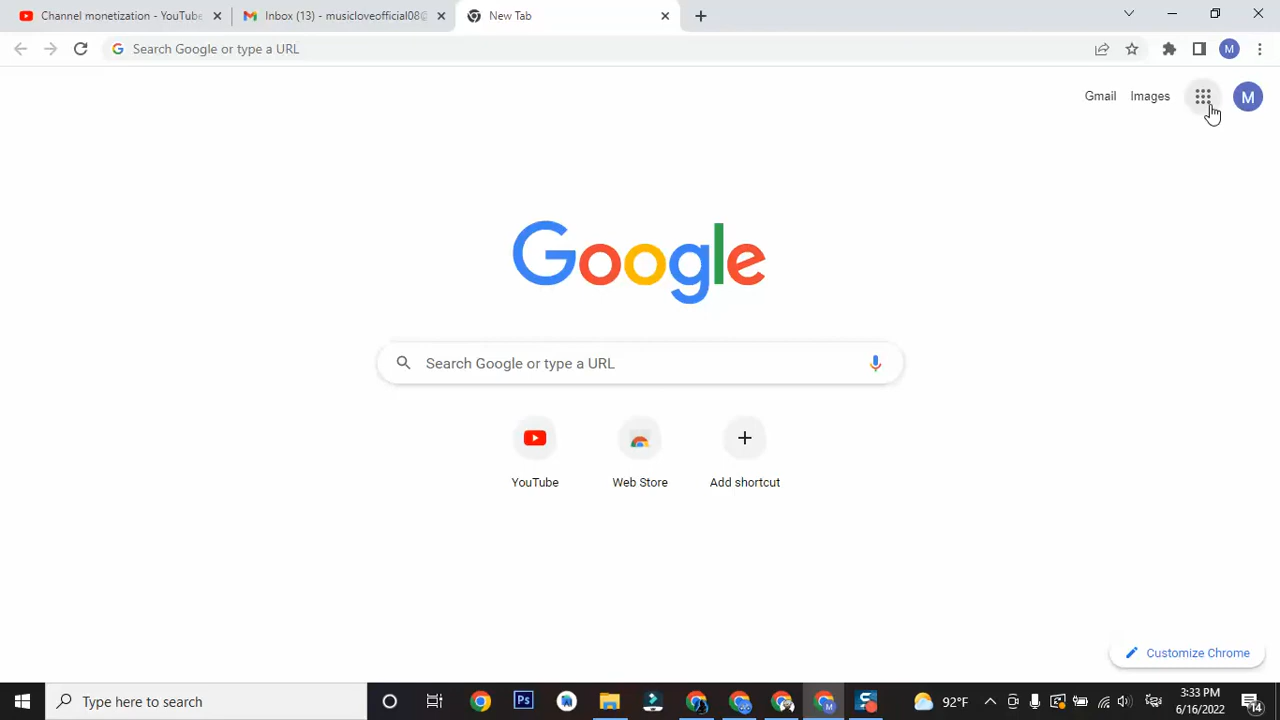 Channel monetization - YouTube
Inbox (13) - musicloveofficial08@
New Tab
Search Google or type a URL
M
Gmail
Images
M
Google
Search Google or type a URL
YouTube
Web Store
Add shortcut
Customize Chrome
Type here to search
Ps
M
S
92°F
3:33 PM
6/16/2022
14